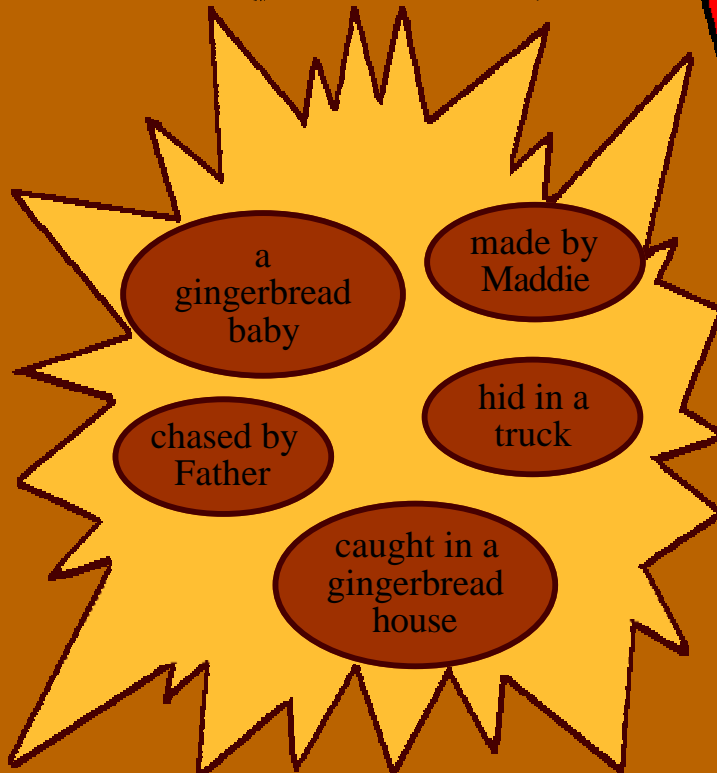 a
gingerbread
baby
made by
Maddie
chased by
Father
hid in a
truck
caught in a
gingerbread
house